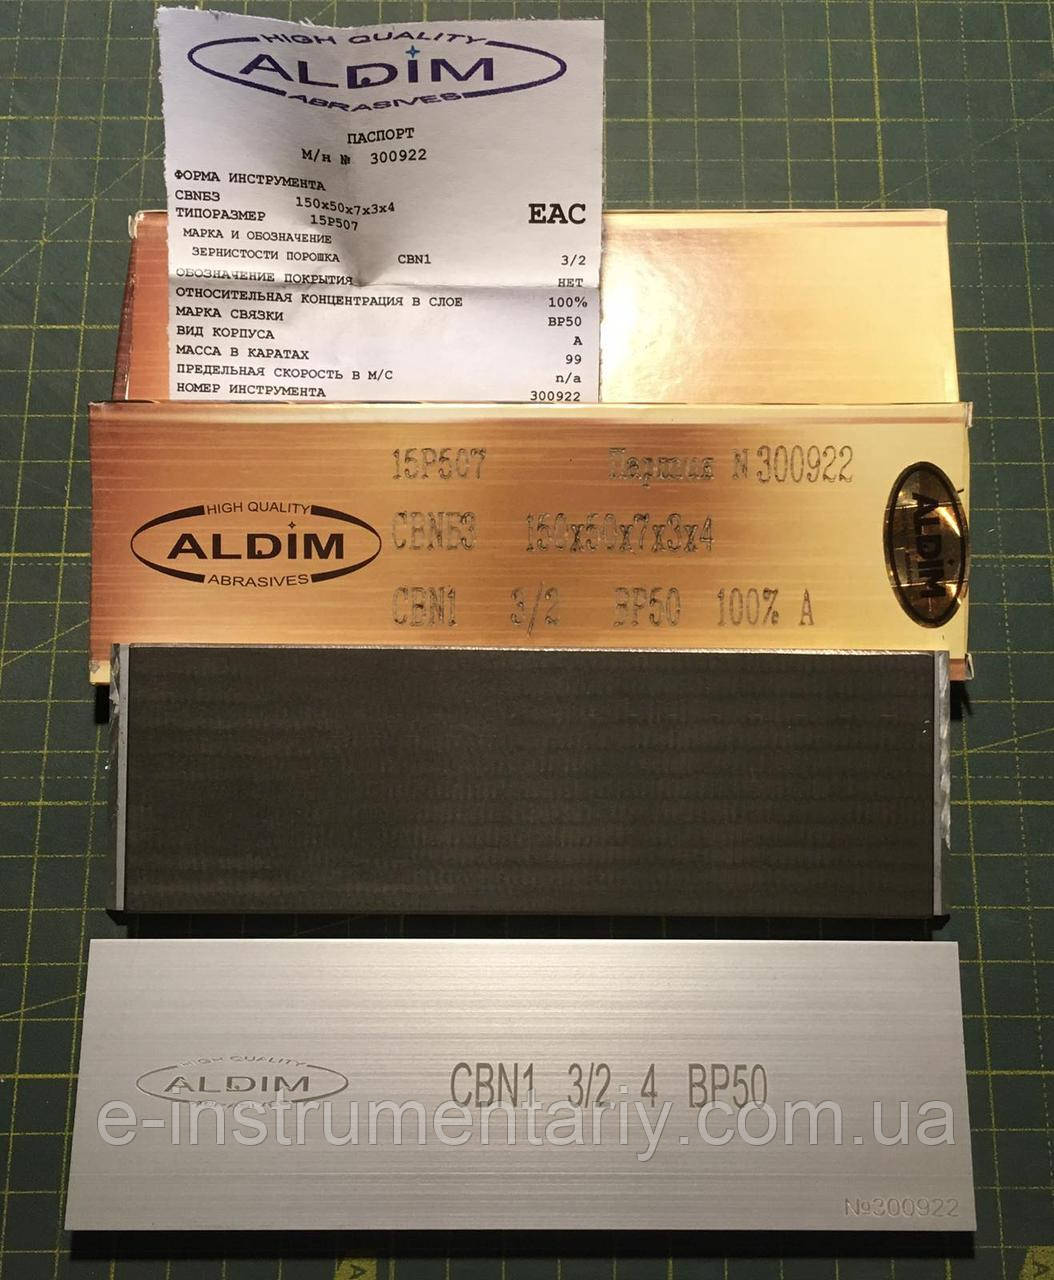 HIGH QUALITY
ALDIM
ABRASIVES
ПАСПОРТ
М/н № 300922
ФОРМА ИНСТРУМЕНТА
CBNБ3 150x50x7x3x4
ТИПОРАЗМЕР 15P507
EAC
МАРКА И ОБОЗНАЧЕНИЕ
ЗЕРНИСТОСТИ ПОРОШКА CBN1 3/2
ОБОЗНАЧЕНИЕ ПОКРЫТИЯ НЕТ
ОТНОСИТЕЛЬНАЯ КОНЦЕНТРАЦИЯ В СЛОЕ 100%
МАРКА СВЯЗКИ BP50
ВИД КОРПУСА А
МАССА В КАРАТАХ 99
ПРЕДЕЛЬНАЯ СКОРОСТЬ В М/С n/a
НОМЕР ИНСТРУМЕНТА 300922
15P507 Партия N 300922
HIGH QUALITY
ALDIM
ABRASIVES
CBNБ3 150x50x7x3x4
CBN1 3/2 BP50 100% A
ALDIM
HIGH QUALITY
ALDIM
CBN1 3/2 4 BP50
e-instrumentariy.com.ua
№300922